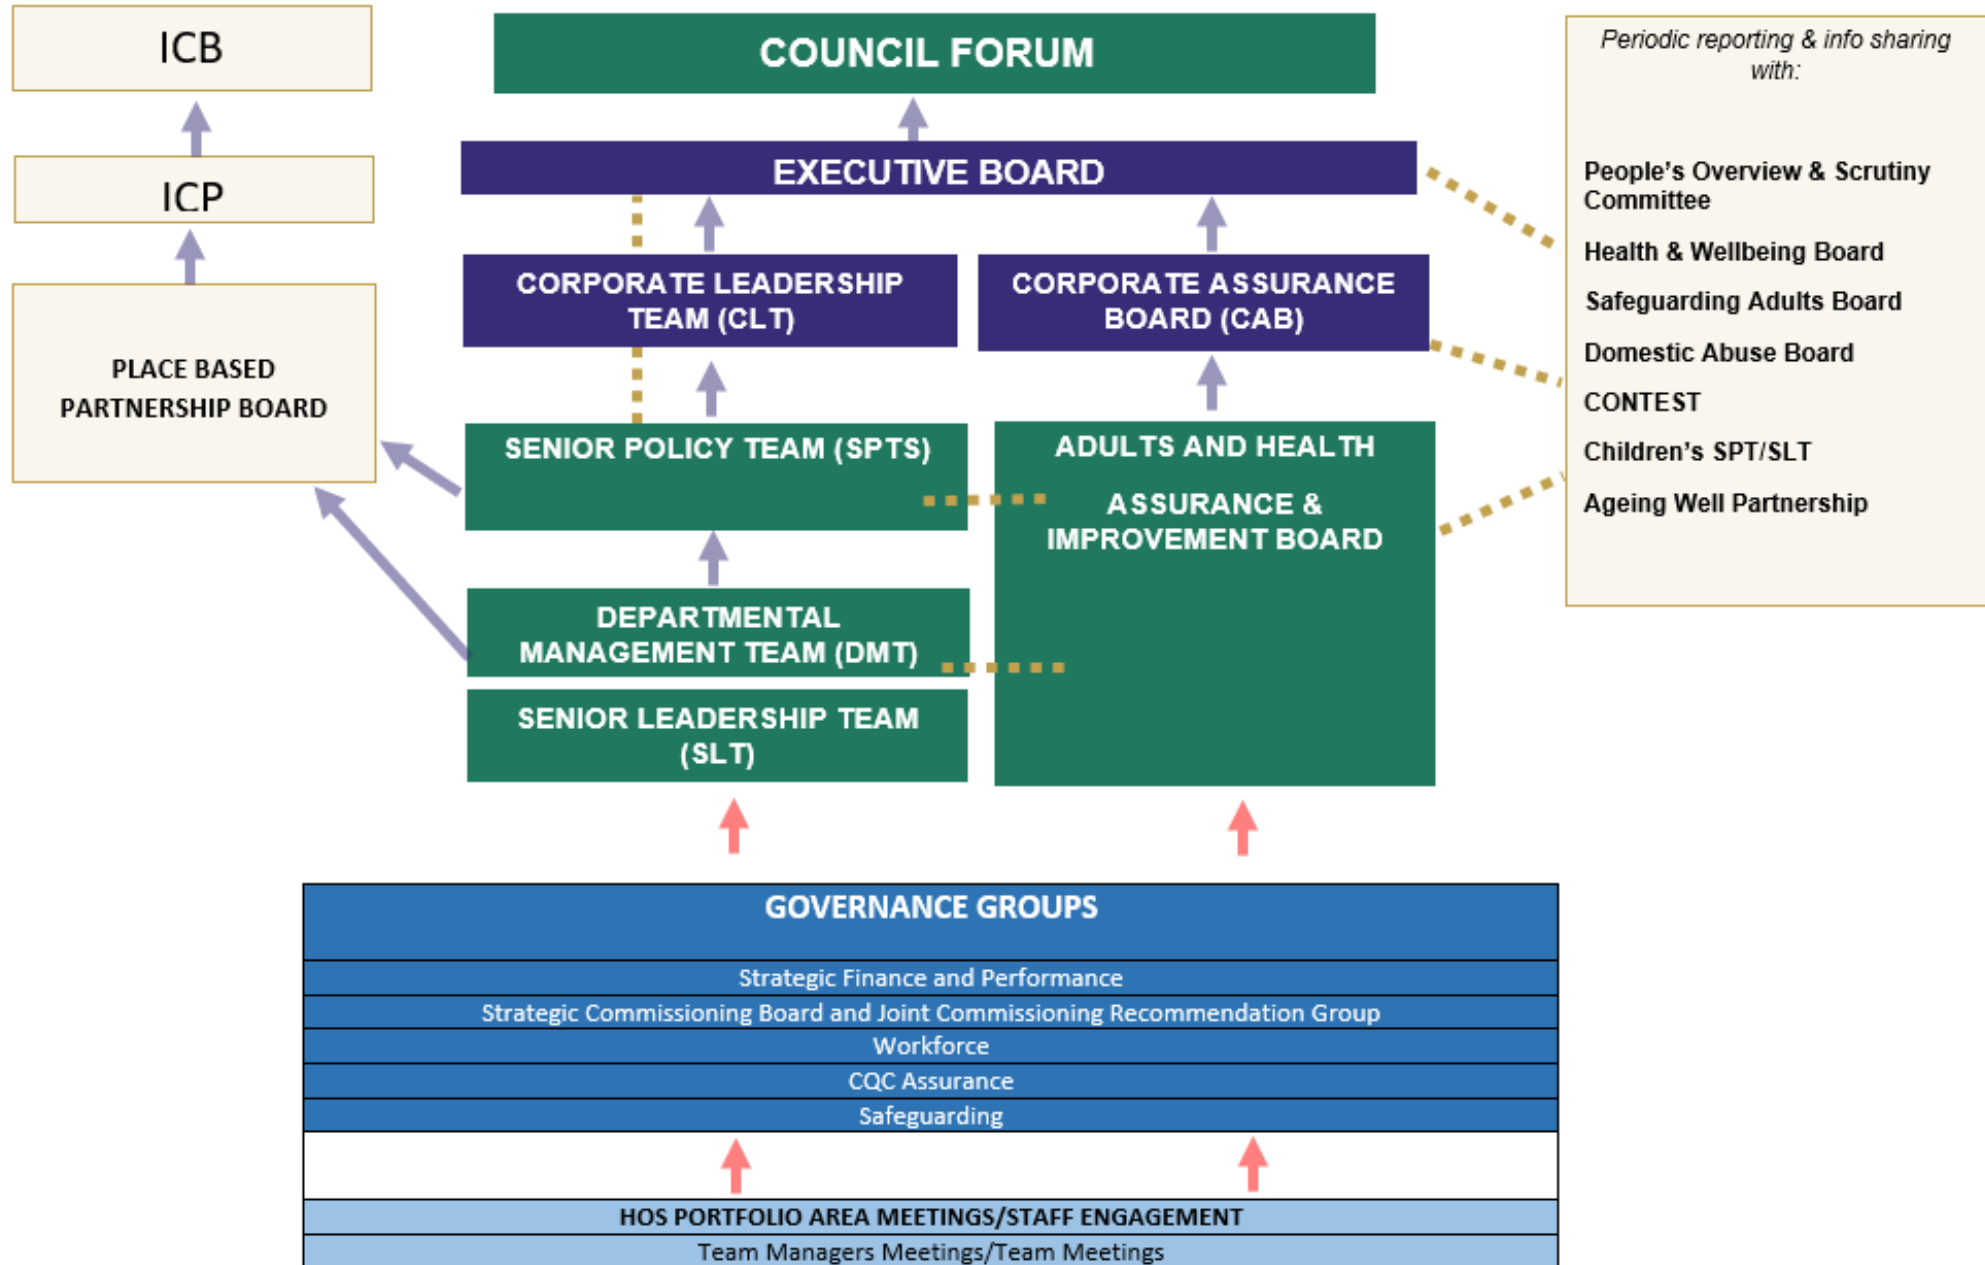 ICB
ICP
PLACE BASED
PARTNERSHIP BOARD
COUNCIL FORUM
EXECUTIVE BOARD
CORPORATE LEADERSHIP
TEAM (CLT)
CORPORATE ASSURANCE
BOARD (CAB)
SENIOR POLICY TEAM (SPTS)
ADULTS AND HEALTH
ASSURANCE &
IMPROVEMENT BOARD
DEPARTMENTAL
MANAGEMENT TEAM (DMT)
SENIOR LEADERSHIP TEAM
(SLT)
Periodic reporting & info sharing
with:
People's Overview & Scrutiny
Committee
Health & Wellbeing Board
Safeguarding Adults Board
Domestic Abuse Board
CONTEST
Children's SPT/SLT
Ageing Well Partnership
GOVERNANCE GROUPS
Strategic Finance and Performance
Strategic Commissioning Board and Joint Commissioning Recommendation Group
Workforce
CQC Assurance
Safeguarding
HOS PORTFOLIO AREA MEETINGS/STAFF ENGAGEMENT
Team Managers Meetings/Team Meetings